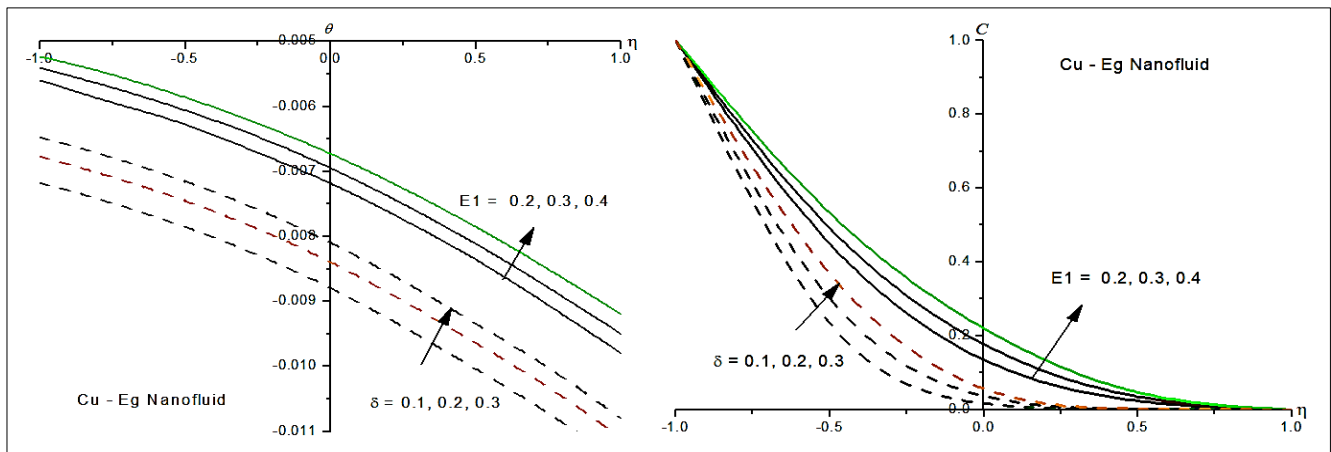 θ
0.005
η
-1.0 -0.5 0.0 0.5 1.0
-0.006
-0.007
E1 = 0.2, 0.3, 0.4
-0.008
-0.009
-0.010
Cu - Eg Nanofluid
δ = 0.1, 0.2, 0.3
-0.011
C
1.0
Cu - Eg Nanofluid
0.8
0.6
0.4
E1 = 0.2, 0.3, 0.4
δ = 0.1, 0.2, 0.3
0.2
0.0
η
-1.0 -0.5 0.0 0.5 1.0